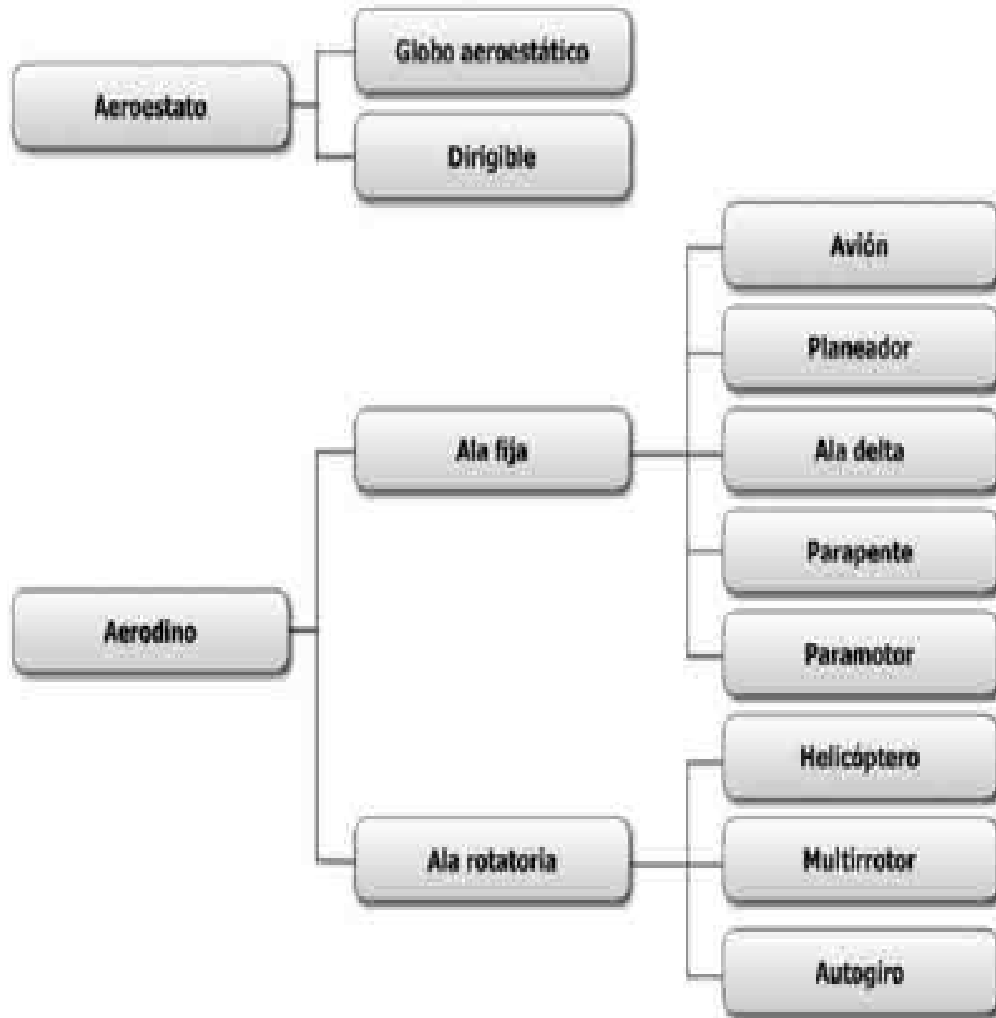 Globo aeroestático
Aeroestato
Dirigible
Avión
Planeador
Ala fija
Ala delta
Parapente
Aerodino
Paramotor
Helicóptero
Ala rotatoria
Multirrotor
Autogiro